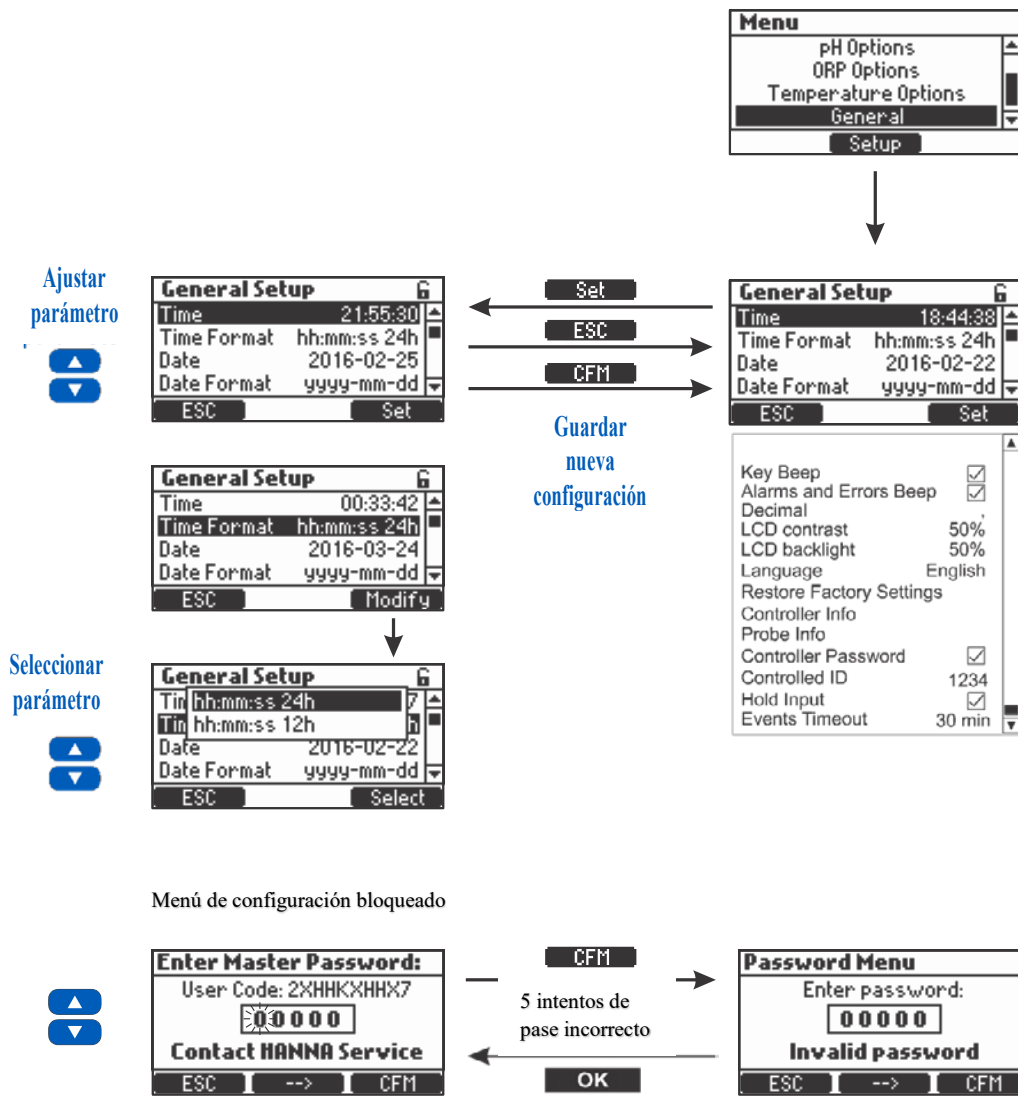 Menu
pH Options
ORP Options
Temperature Options
General
Setup
Ajustar
parámetro
General Setup
Time 21:55:30
Time Format hh:mm:ss 24h
Date 2016-02-25
Date Format yyyy-mm-dd
ESC Set
Set
ESC
CFM
Guardar
nueva
configuración
General Setup
Time 18:44:38
Time Format hh:mm:ss 24h
Date 2016-02-22
Date Format yyyy-mm-dd
ESC Set
Key Beep
Alarms and Errors Beep
Decimal ,
LCD contrast 50%
LCD backlight 50%
Language English
Restore Factory Settings
Controller Info
Probe Info
Controller Password
Controlled ID 1234
Hold Input
Events Timeout 30 min
General Setup
Time 00:33:42
Time Format hh:mm:ss 24h
Date 2016-03-24
Date Format yyyy-mm-dd
ESC Modify
Seleccionar
parámetro
General Setup
Tim 7
hh:mm:ss 24h
Tim h
hh:mm:ss 12h
Date 2016-02-22
Date Format yyyy-mm-dd
ESC Select
Menú de configuración bloqueado
Enter Master Password:
User Code: 2XHHKXHHX7
00000
Contact HANNA Service
ESC --> CFM
CFM
5 intentos de
pase incorrecto
OK
Password Menu
Enter password:
00000
Invalid password
ESC --> CFM